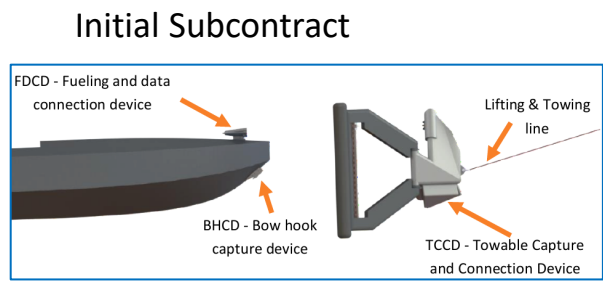 Initial Subcontract
FDCD - Fueling and data
connection device
Lifting & Towing
line
BHCD - Bow hook
capture device
TCCD - Towable Capture
and Connection Device